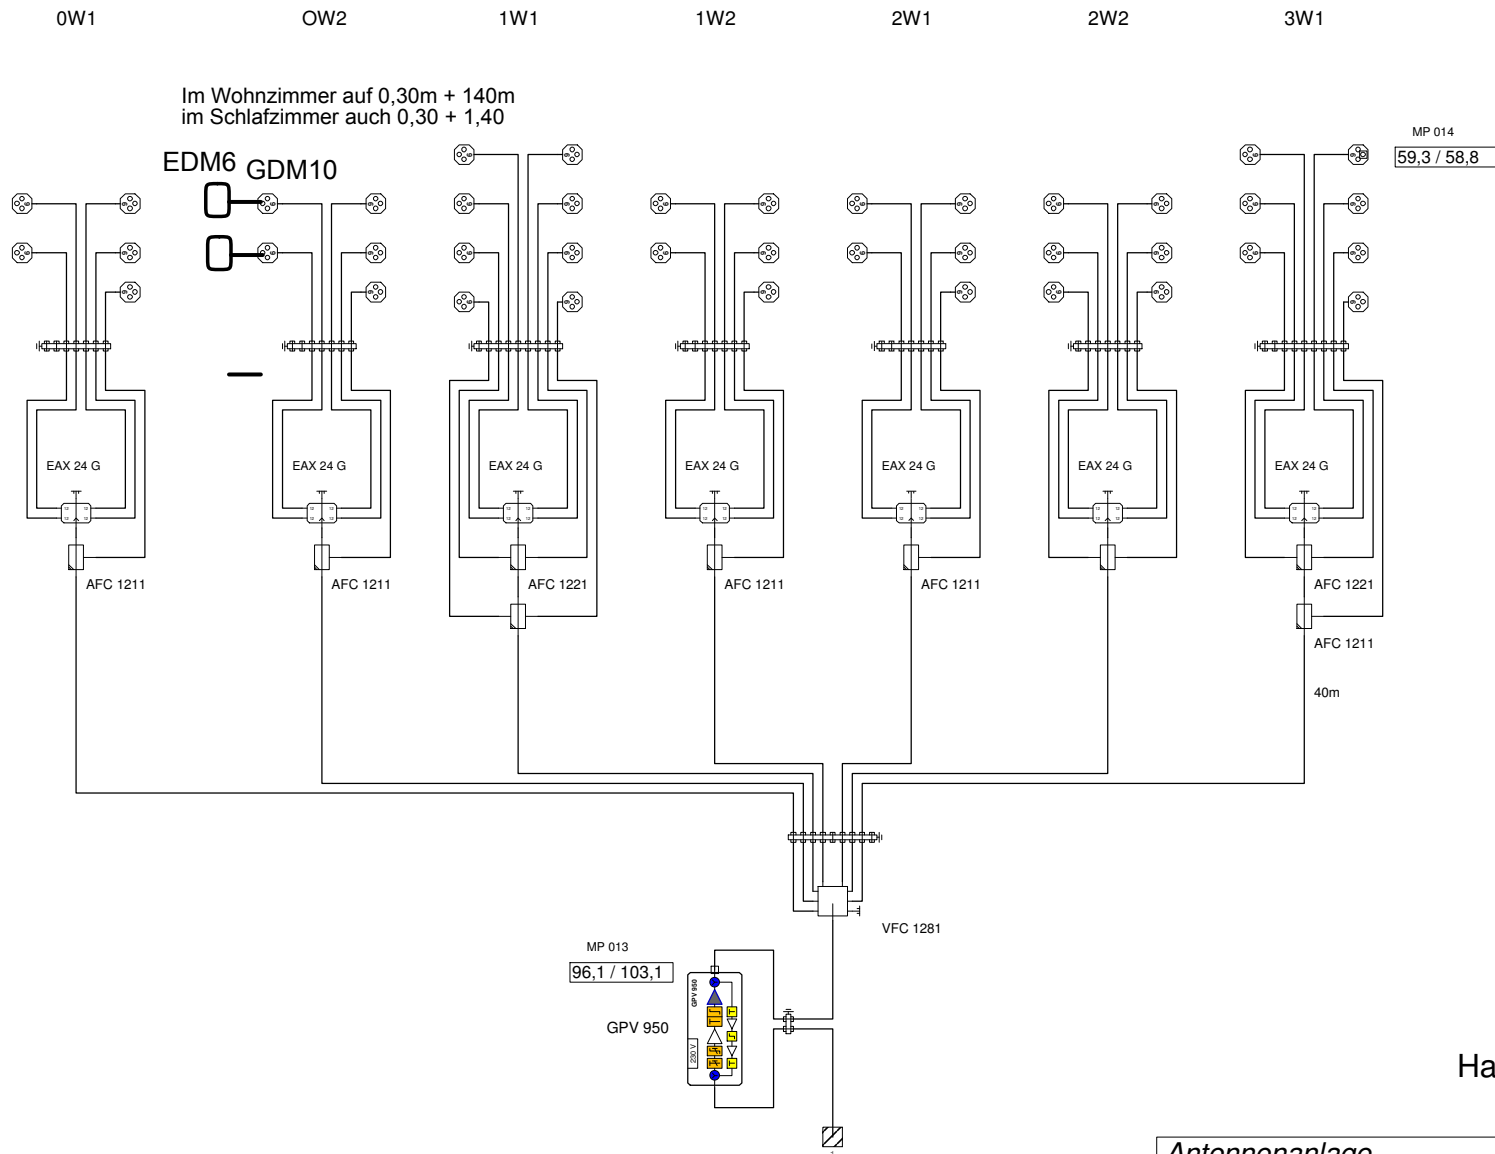 0W1
OW2
1W1
1W2
2W1
2W2
3W1
Im Wohnzimmer auf 0,30m + 140m
im Schlafzimmer auch 0,30 + 1,40
MP 014
59,3 / 58,8
EDM6
GDM10
EAX 24 G
EAX 24 G
EAX 24 G
EAX 24 G
EAX 24 G
EAX 24 G
EAX 24 G
AFC 1211
AFC 1211
AFC 1221
AFC 1211
AFC 1211
AFC 1221
AFC 1211
40m
VFC 1281
MP 013
96,1 / 103,1
GPV 950
GPV 950
230 V
Ha
Antennenanlage